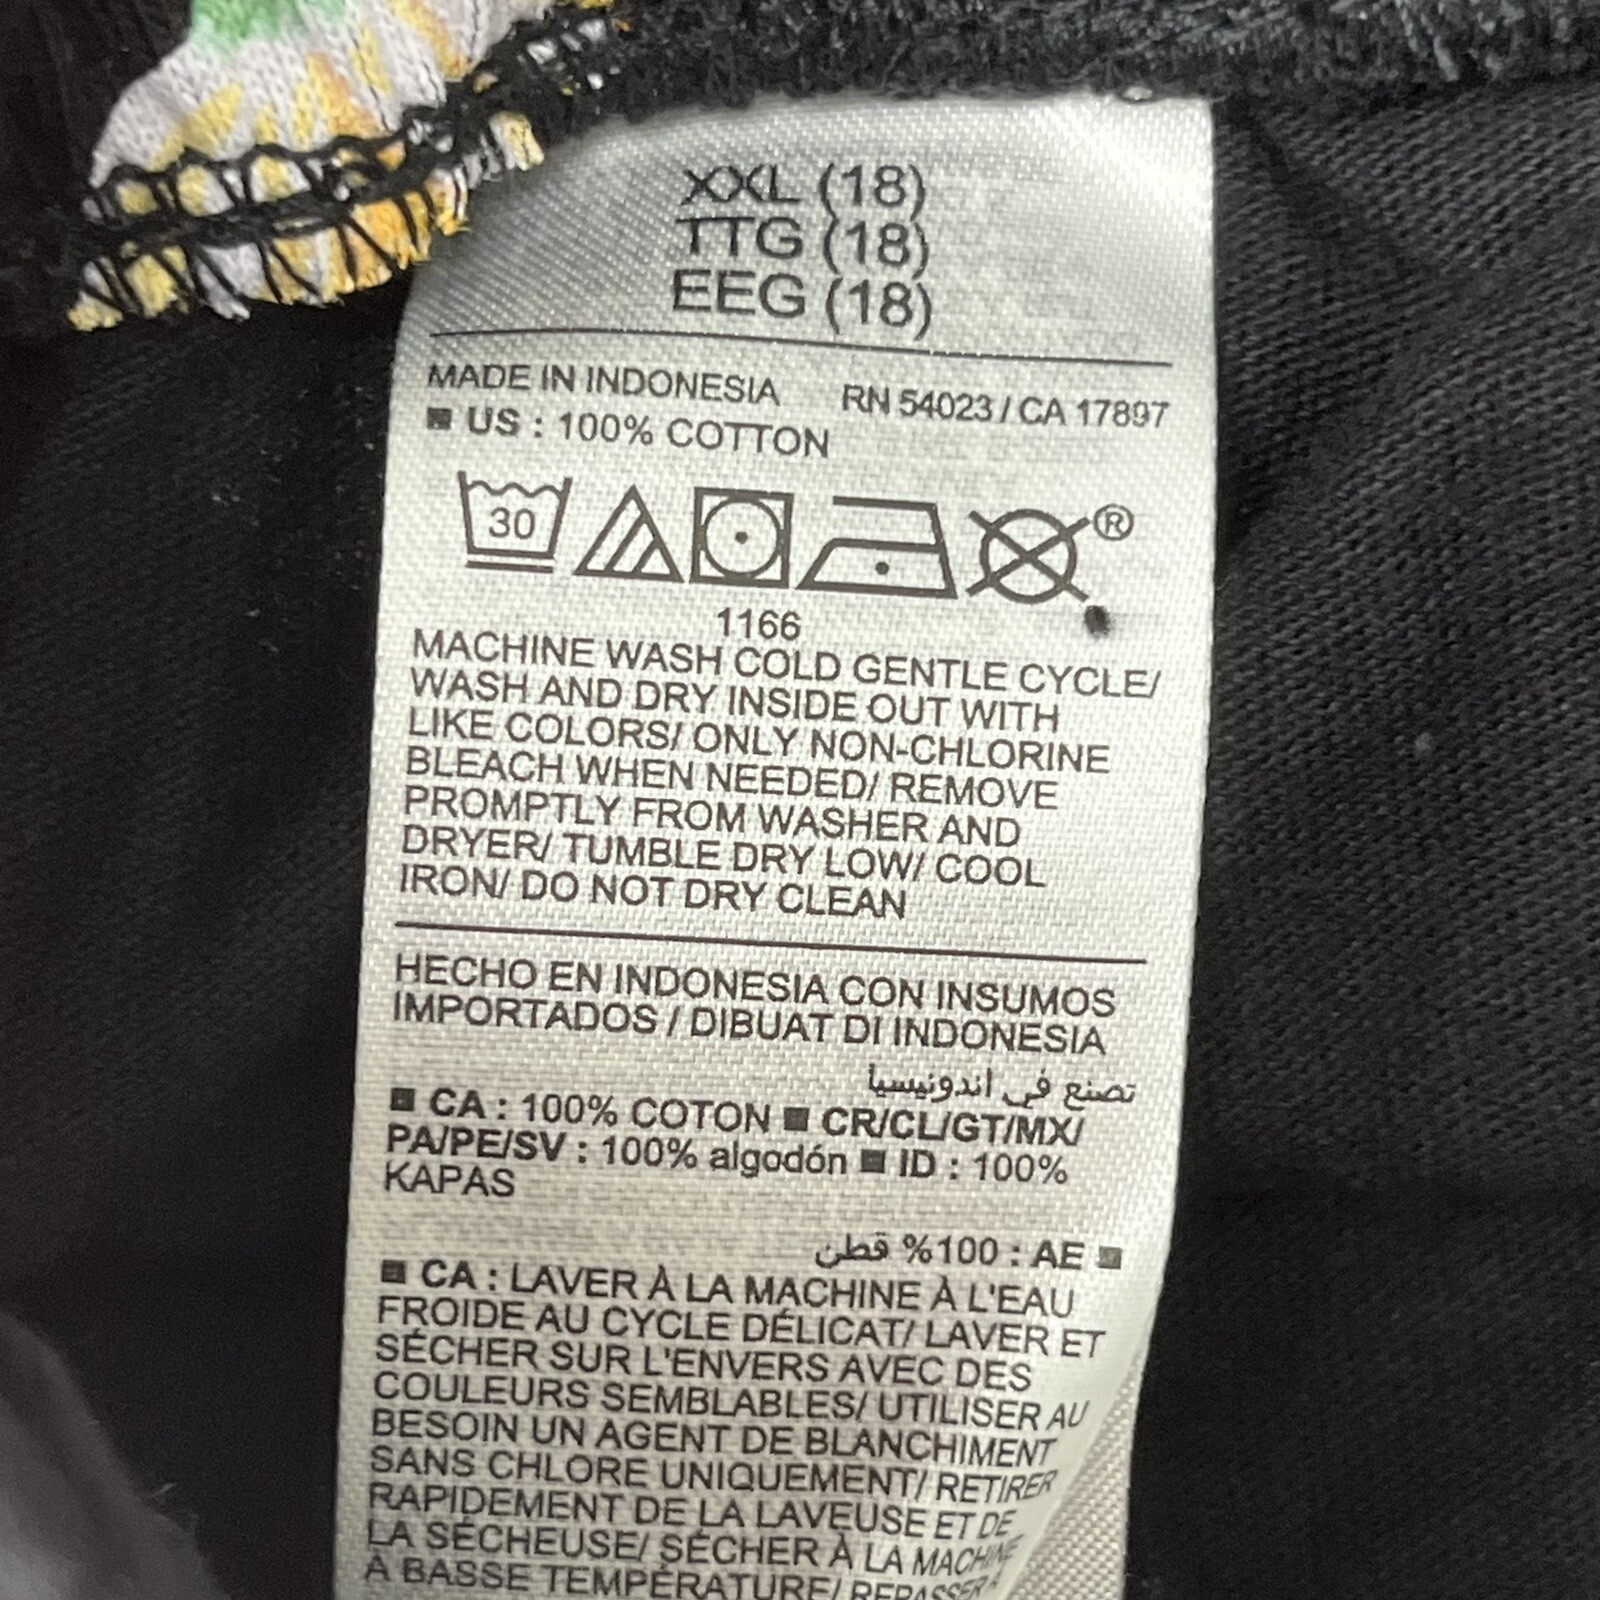 XXL (18)
TTG (18)
EEG (18)
MADE IN INDONESIA RN 54023 / CA 17897
■ US : 100% COTTON
30
®
1166
MACHINE WASH COLD GENTLE CYCLE/
WASH AND DRY INSIDE OUT WITH
LIKE COLORS/ ONLY NON-CHLORINE
BLEACH WHEN NEEDED/ REMOVE
PROMPTLY FROM WASHER AND
DRYER/ TUMBLE DRY LOW/ COOL
IRON/ DO NOT DRY CLEAN
HECHO EN INDONESIA CON INSUMOS
IMPORTADOS / DIBUAT DI INDONESIA
تصنع في اندونيسيا
■ CA : 100% COTON ■ CR/CL/GT/MX/
PA/PE/SV : 100% algodón ■ ID : 100%
KAPAS
■ AE : 100% قطن
■ CA : LAVER À LA MACHINE À L'EAU
FROIDE AU CYCLE DÉLICAT/ LAVER ET
SÉCHER SUR L'ENVERS AVEC DES
COULEURS SEMBLABLES/ UTILISER AU
BESOIN UN AGENT DE BLANCHIMENT
SANS CHLORE UNIQUEMENT/ RETIRER
RAPIDEMENT DE LA LAVEUSE ET DE
LA SÉCHEUSE/ SÉCHER À LA MACHINE
À BASSE TEMPÉRATURE/ REPASSER À